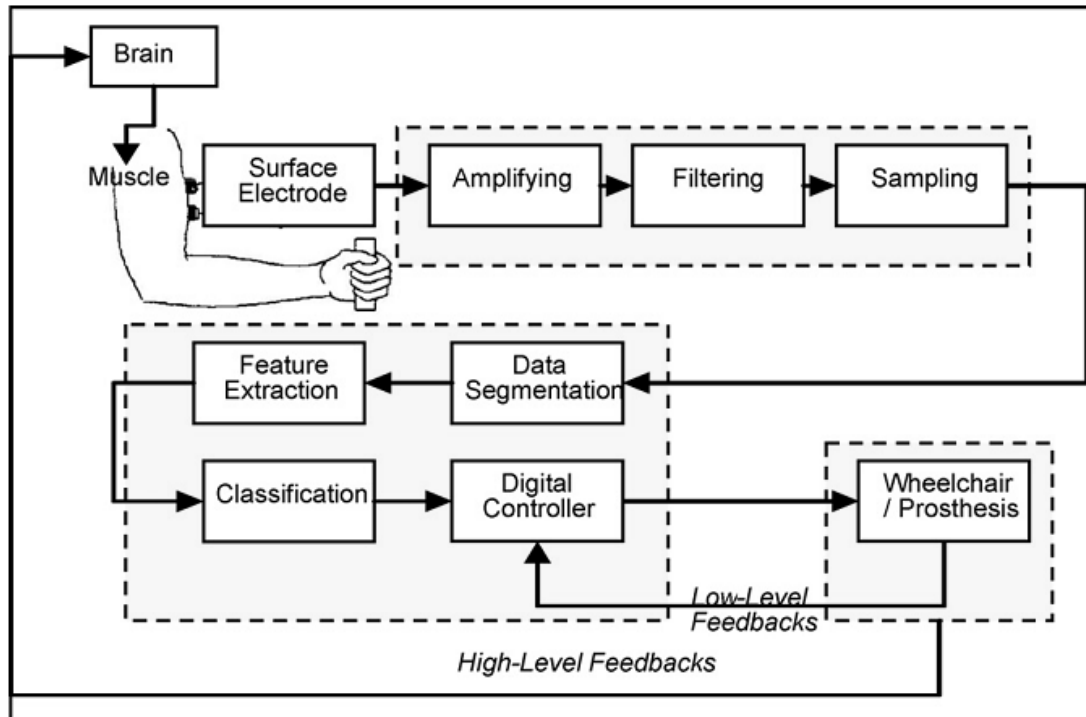 Brain
Muscle
Surface
Electrode
Amplifying
Filtering
Sampling
Feature
Extraction
Data
Segmentation
Classification
Digital
Controller
Wheelchair
/ Prosthesis
Low-Level
Feedbacks
High-Level Feedbacks